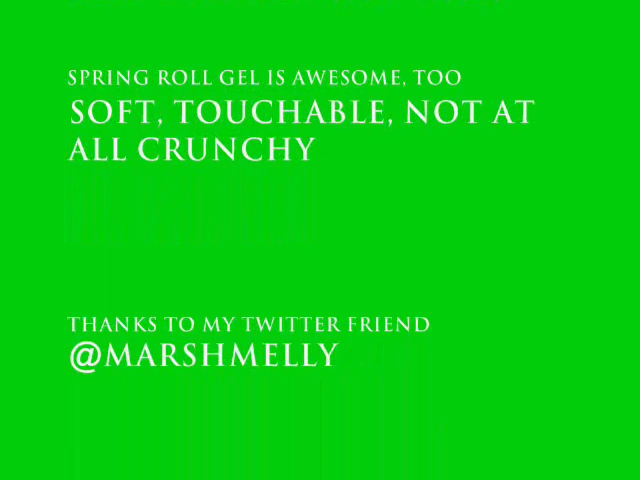 SPRING ROLL GEL IS AWESOME, TOO
SOFT, TOUCHABLE, NOT AT
ALL CRUNCHY
THANKS TO MY TWITTER FRIEND
@MARSHMELLY